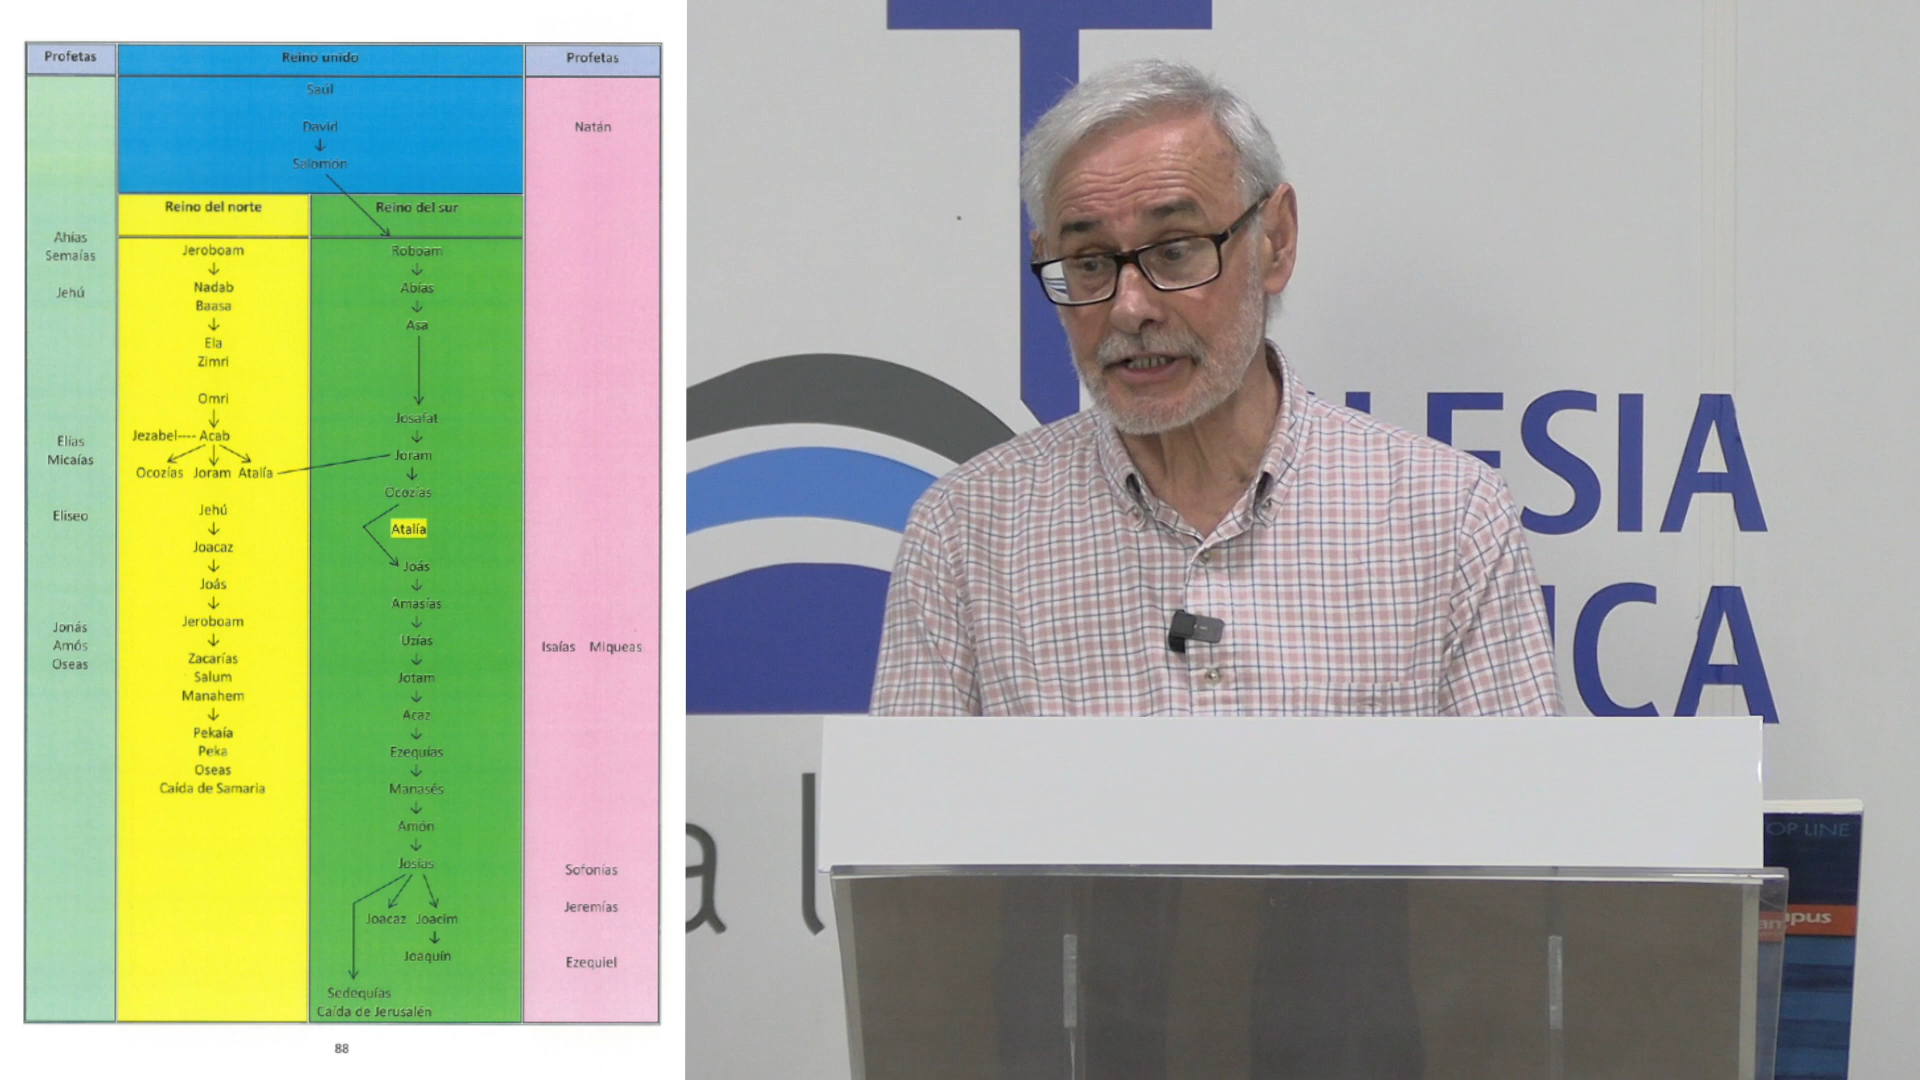 Profetas Reino unido Profetas
Saúl
David Natán
↓
Salomón
Reino del norte Reino del sur
Ahías
Semaías
Jeroboam Roboam
↓ ↓
Jehú Nadab Abías
Baasa ↓
↓ Asa
Ela
Zimri
Omri
↓ Josafat
Elías Jezabel---- Acab ↓
Micaías Joram
Ocozías Joram Atalía ↓
Ocozías
Eliseo Jehú
↓ Atalía
Joacaz
↓ Joás
Joás ↓
↓ Amasías
Jonás Jeroboam ↓
Amós ↓ Uzías Isaías Miqueas
Oseas Zacarías ↓
Salum Jotam
Manahem ↓
↓ Acaz
Pekaía ↓
Peka Ezequías
Oseas ↓
Caída de Samaria Manasés
↓
Amón
↓
Josías Sofonías
Jeremías
Joacaz Joacim
↓
Joaquín Ezequiel
Sedequías
Caída de Jerusalén
88
LESIA
CA
a l
OP LINE
am pus